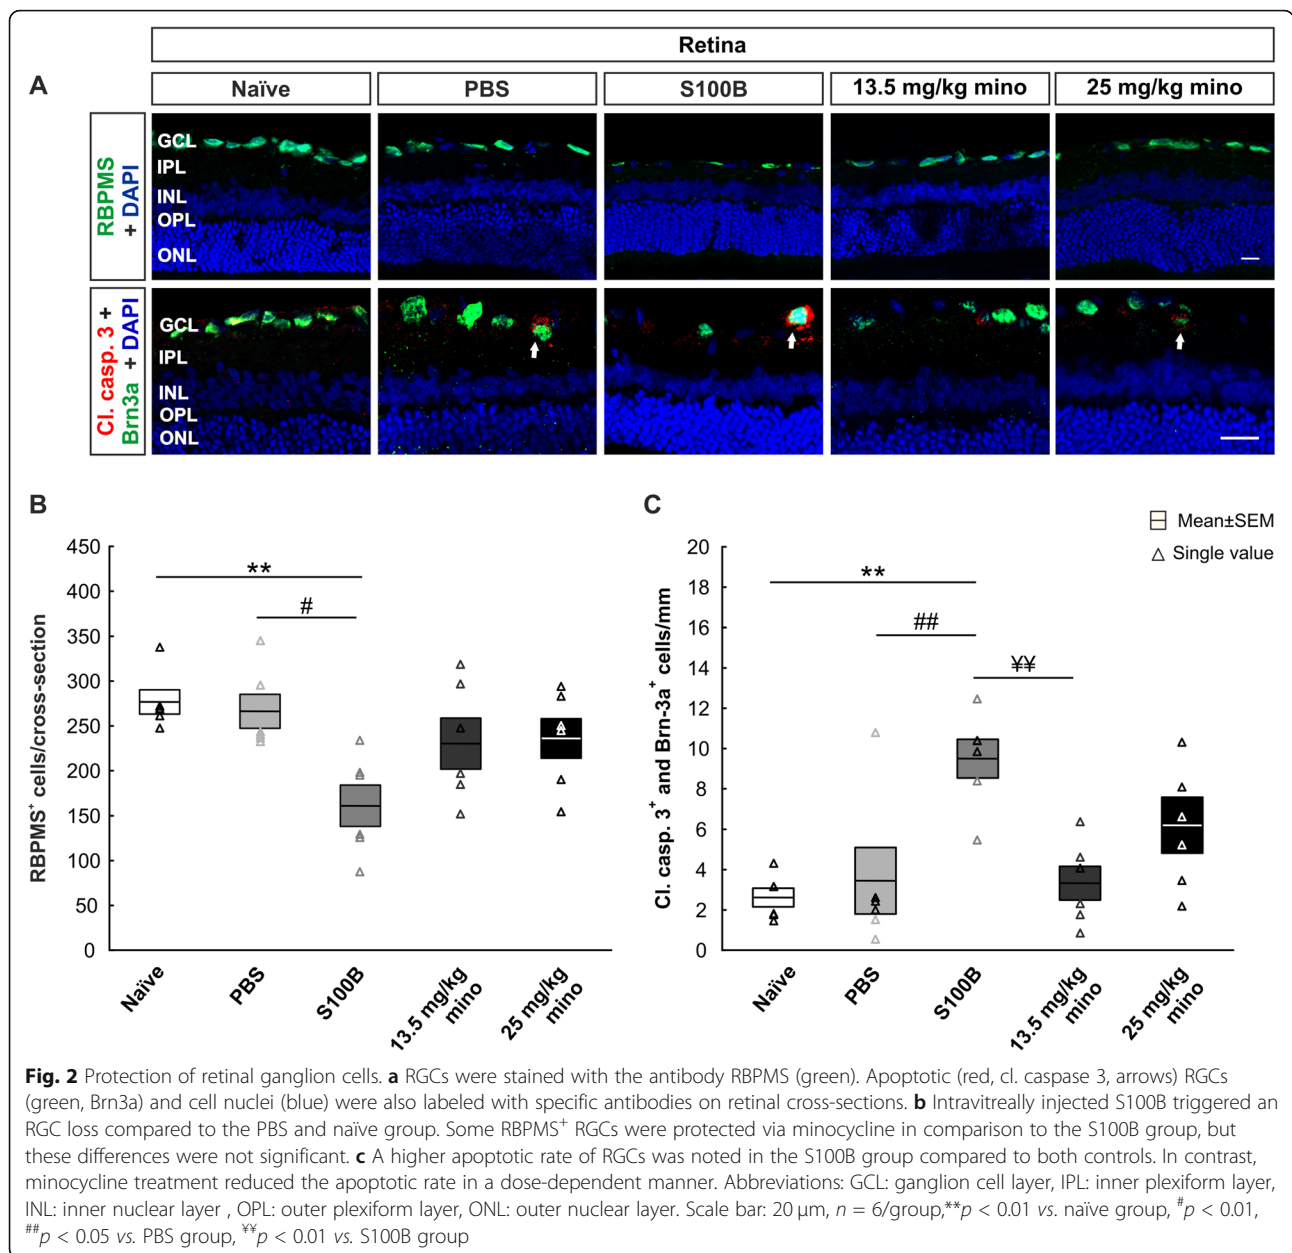 Retina
A
Naïve
PBS
S100B
13.5 mg/kg mino
25 mg/kg mino
RBPMS
+ DAPI
GCL
IPL
INL
OPL
ONL
Cl. casp. 3 +
Brn3a + DAPI
GCL
IPL
INL
OPL
ONL
B
RBPMS⁺ cells/cross-section
450
400
350
300
250
200
150
100
50
0
**
#
Naïve
PBS
S100B
13.5 mg/kg
mino
25 mg/kg
mino
C
Mean±SEM
Single value
Cl. casp. 3⁺ and Brn-3a⁺ cells/mm
20
18
16
14
12
10
8
6
4
2
0
**
##
¥¥
Naïve
PBS
S100B
13.5 mg/kg
mino
25 mg/kg
mino
Fig. 2 Protection of retinal ganglion cells. a RGCs were stained with the antibody RBPMS (green). Apoptotic (red, cl. caspase 3, arrows) RGCs
(green, Brn3a) and cell nuclei (blue) were also labeled with specific antibodies on retinal cross-sections. b Intravitreally injected S100B triggered an
RGC loss compared to the PBS and naïve group. Some RBPMS⁺ RGCs were protected via minocycline in comparison to the S100B group, but
these differences were not significant. c A higher apoptotic rate of RGCs was noted in the S100B group compared to both controls. In contrast,
minocycline treatment reduced the apoptotic rate in a dose-dependent manner. Abbreviations: GCL: ganglion cell layer, IPL: inner plexiform layer,
INL: inner nuclear layer , OPL: outer plexiform layer, ONL: outer nuclear layer. Scale bar: 20 μm, n = 6/group,**p < 0.01 vs. naïve group, #p < 0.01,
##p < 0.05 vs. PBS group, ¥¥p < 0.01 vs. S100B group